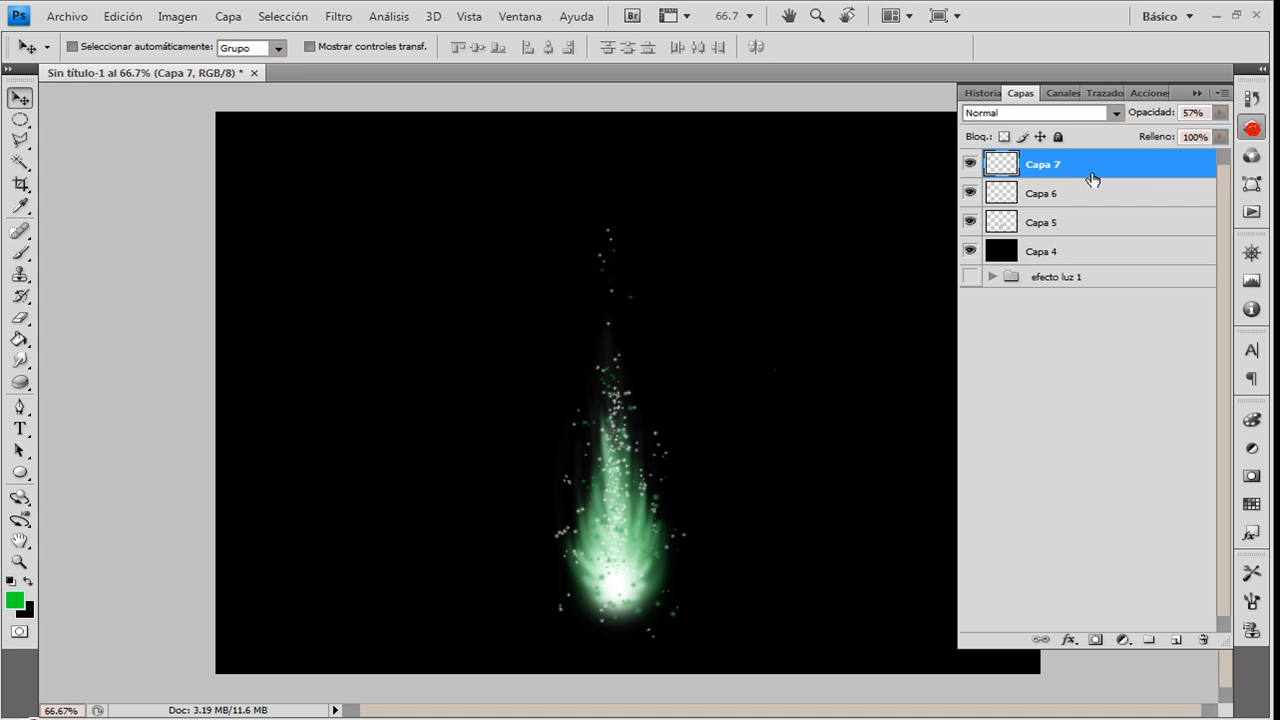 Ps Archivo Edición Imagen Capa Selección Filtro Análisis 3D Vista Ventana Ayuda Br 66.7 Básico
Seleccionar automáticamente: Grupo Mostrar controles transf.
Sin título-1 al 66.7% (Capa 7, RGB/8) *
Historia Capas Canales Trazado Accione
Normal Opacidad: 57%
Bloq.: Relleno: 100%
Capa 7
Capa 6
Capa 5
Capa 4
efecto luz 1
T
A
fx
fx
66.67% Doc: 3.19 MB/11.6 MB